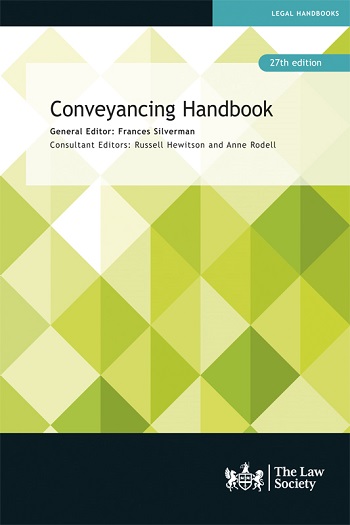 LEGAL HANDBOOKS
27th edition
Conveyancing Handbook
General Editor: Frances Silverman
Consultant Editors: Russell Hewitson and Anne Rodell
The Law
Society